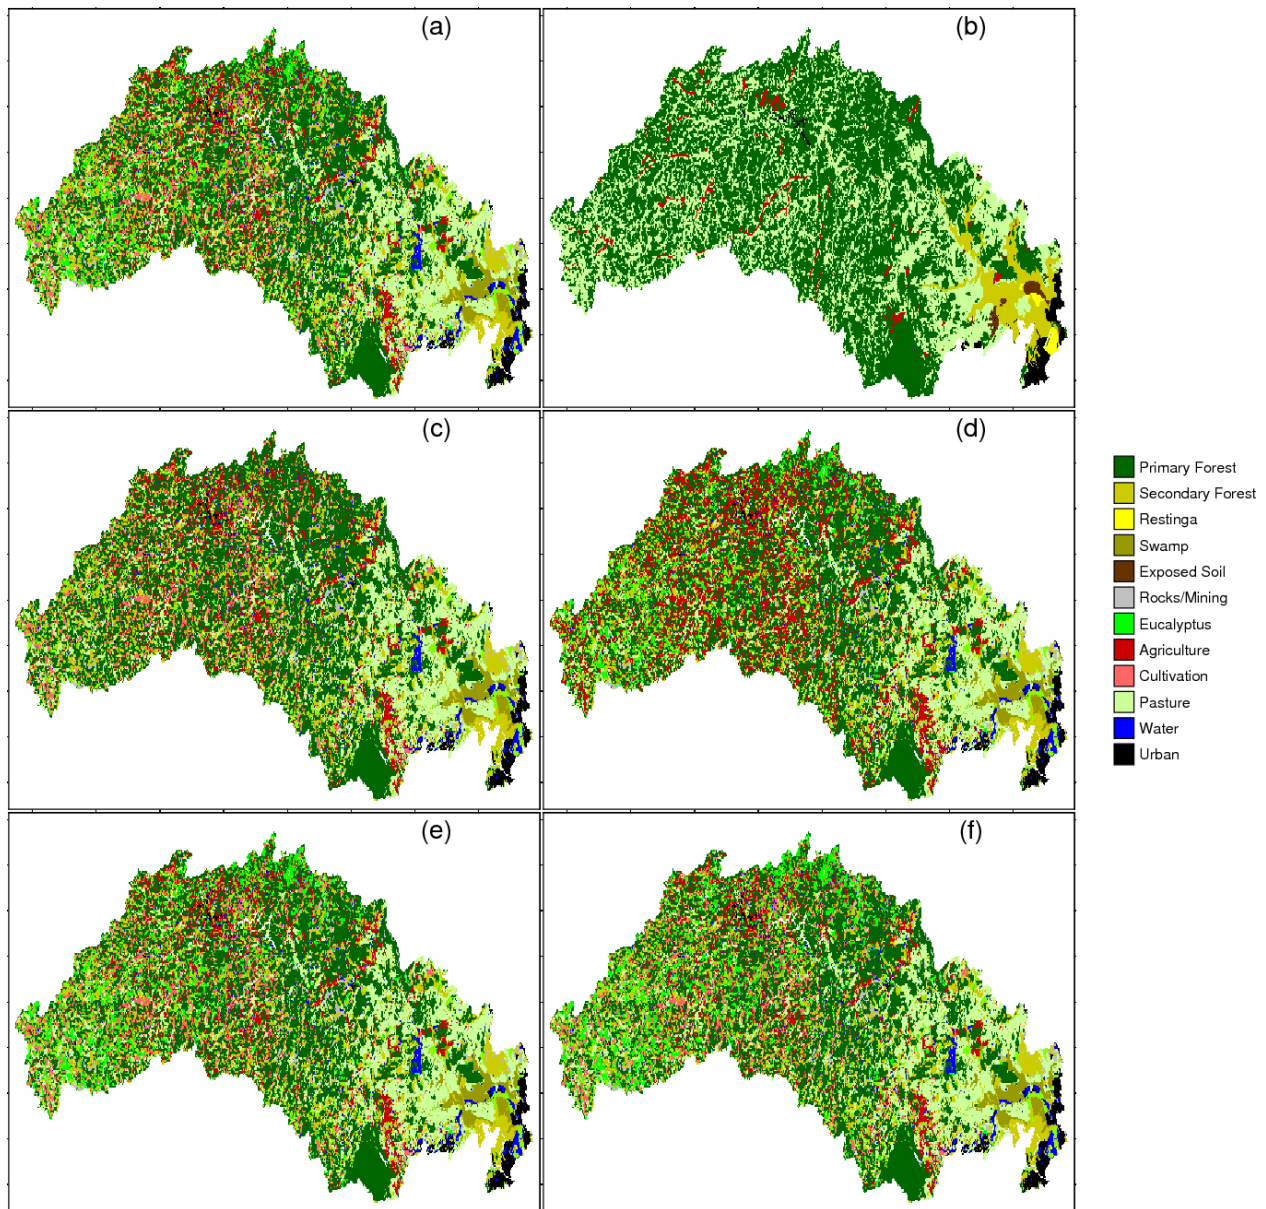 (a)
(b)
(c)
(d)
Primary Forest
Secondary Forest
Restinga
Swamp
Exposed Soil
Rocks/Mining
Eucalyptus
Agriculture
Cultivation
Pasture
Water
Urban
(e)
(f)